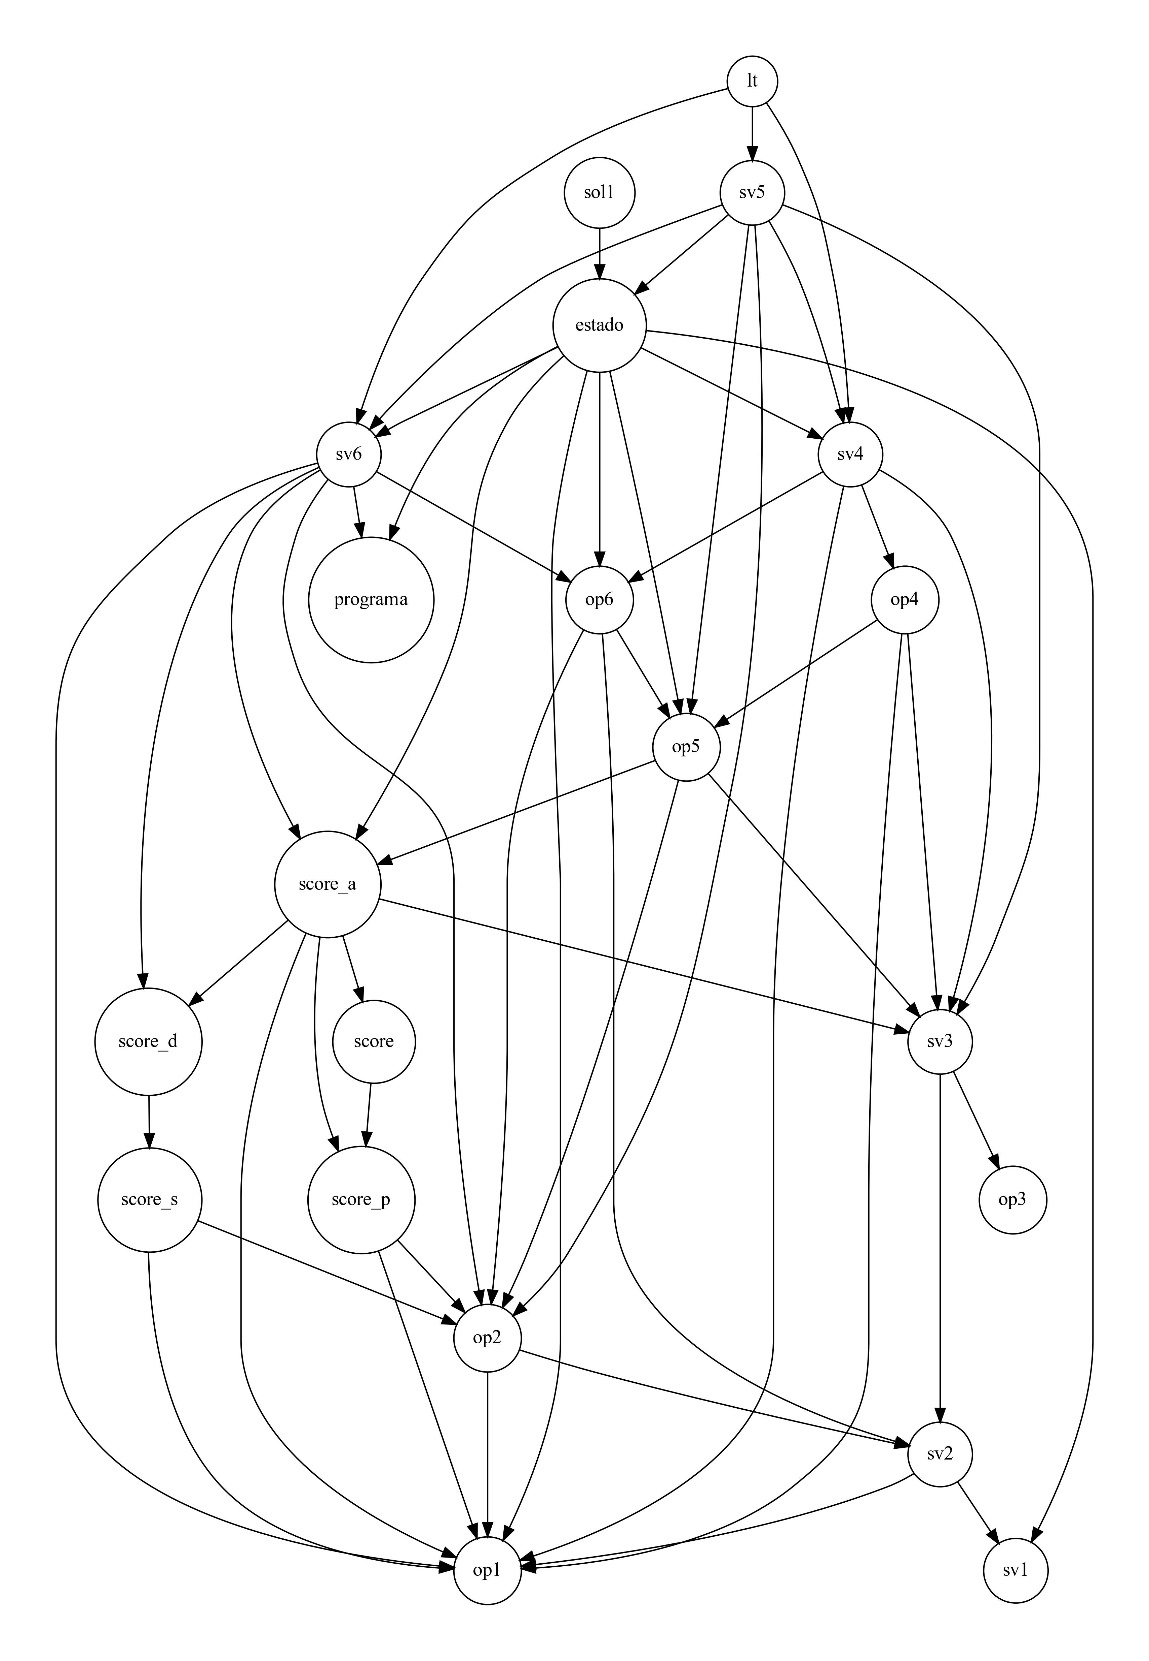 lt
soll
sv5
estado
sv6
sv4
programa
op6
op4
op5
score_a
score_d
score
sv3
score_s
score_p
op3
op2
sv2
op1
sv1